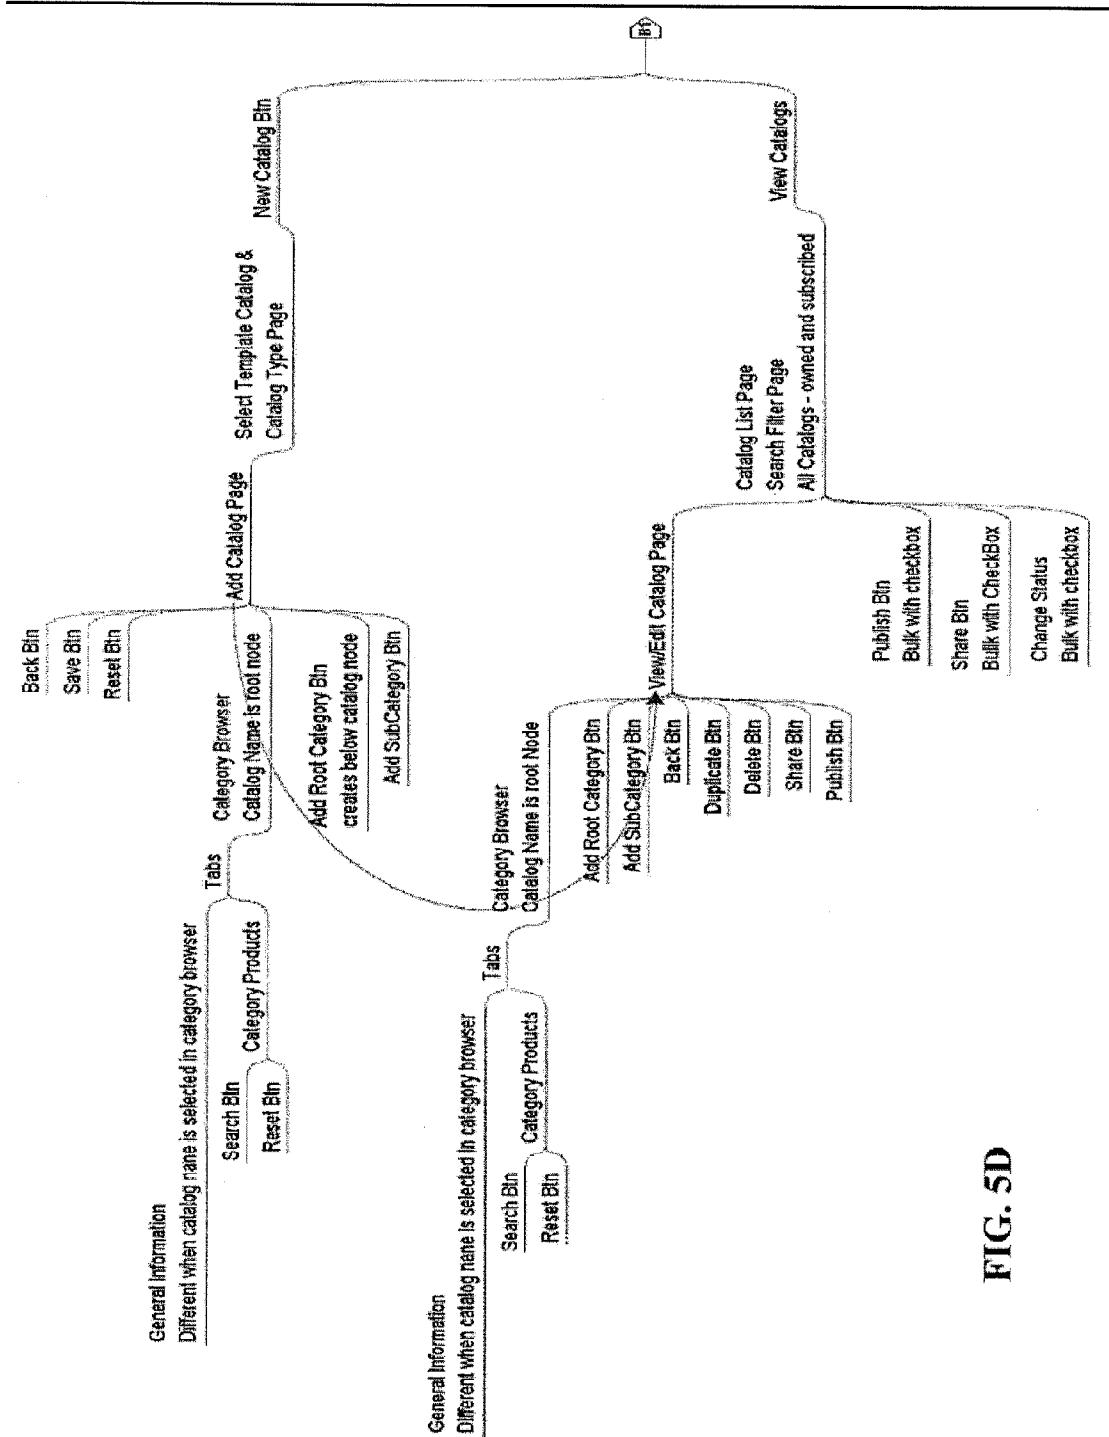 B1
New Catalog Btn
Select Template Catalog &
Catalog Type Page
Add Catalog Page
Back Btn
Save Btn
Reset Btn
Category Browser
Catalog Name is root node
Tabs
General Information
Different when catalog name is selected in category browser
Category Products
Search Btn
Reset Btn
Add Root Category Btn
creates below catalog node
Add SubCategory Btn
View Catalogs
Catalog List Page
Search Filter Page
All Catalogs - owned and subscribed
View/Edit Catalog Page
Category Browser
Catalog Name is root Node
Tabs
General Information
Different when catalog name is selected in category browser
Category Products
Search Btn
Reset Btn
Add Root Category Btn
Add SubCategory Btn
Back Btn
Duplicate Btn
Delete Btn
Share Btn
Publish Btn
Publish Btn
Bulk with checkbox
Share Btn
Bulk with CheckBox
Change Status
Bulk with checkbox
FIG. 5D